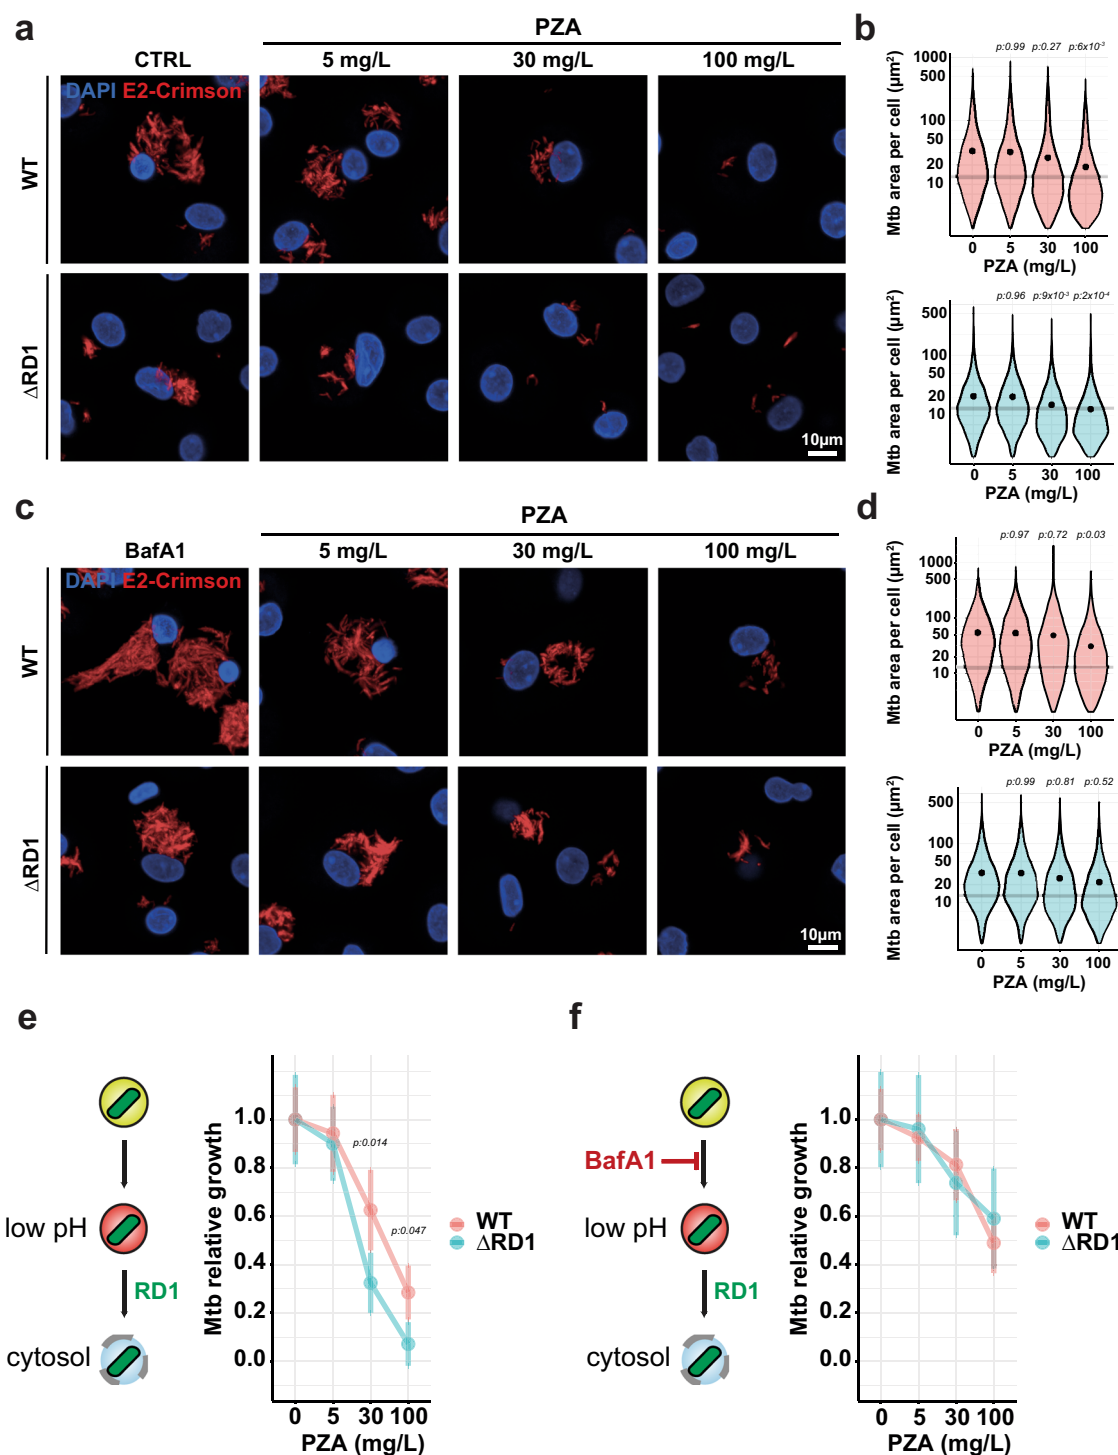 a
PZA
CTRL
5 mg/L
30 mg/L
100 mg/L
DAPI E2-Crimson
WT
ΔRD1
10µm
b
p:0.99 p:0.27 p:6x10⁻³
Mtb area per cell (µm²)
1000
500
100
50
20
10
0 5 30 100
PZA (mg/L)
p:0.96 p:9x10⁻³ p:2x10⁻⁴
Mtb area per cell (µm²)
500
100
50
20
10
0 5 30 100
PZA (mg/L)
c
PZA
BafA1
5 mg/L
30 mg/L
100 mg/L
DAPI E2-Crimson
WT
ΔRD1
10µm
d
p:0.97 p:0.72 p:0.03
Mtb area per cell (µm²)
1000
500
100
50
20
10
0 5 30 100
PZA (mg/L)
p:0.99 p:0.81 p:0.52
Mtb area per cell (µm²)
500
100
50
20
10
0 5 30 100
PZA (mg/L)
e
low pH
RD1
cytosol
Mtb relative growth
1.0
0.8
0.6
0.4
0.2
0.0
p:0.014
p:0.047
0 5 30 100
PZA (mg/L)
WT
ΔRD1
f
BafA1
low pH
RD1
cytosol
Mtb relative growth
1.0
0.8
0.6
0.4
0.2
0.0
0 5 30 100
PZA (mg/L)
WT
ΔRD1